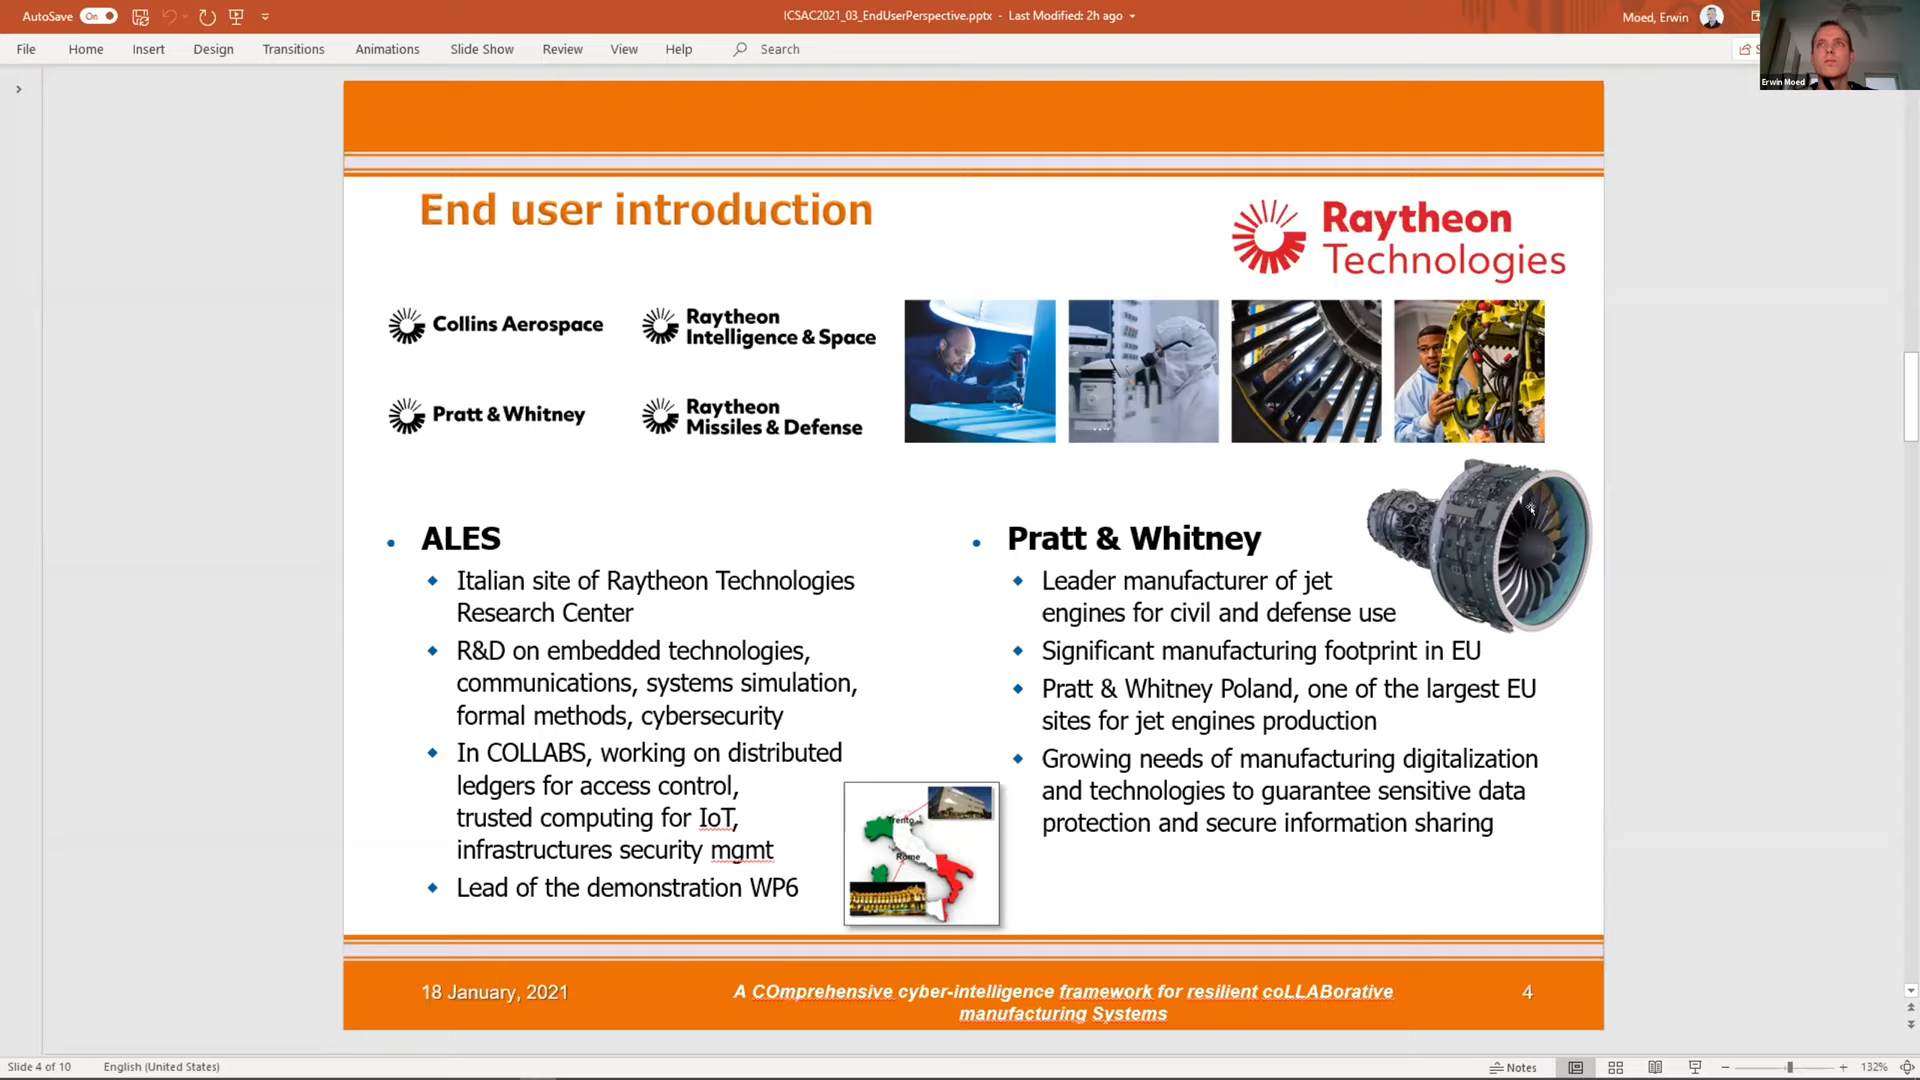 AutoSave On
ICSAC2021_03_EndUserPerspective.pptx - Last Modified: 2h ago
Moed, Erwin
File Home Insert Design Transitions Animations Slide Show Review View Help Search
Erwin Moed
End user introduction
Raytheon
Technologies
Collins Aerospace
Raytheon
Intelligence & Space
Pratt & Whitney
Raytheon
Missiles & Defense
• ALES
Italian site of Raytheon Technologies
Research Center
R&D on embedded technologies,
communications, systems simulation,
formal methods, cybersecurity
In COLLABS, working on distributed
ledgers for access control,
trusted computing for IoT,
infrastructures security mgmt
Lead of the demonstration WP6
Trento
Rome
• Pratt & Whitney
Leader manufacturer of jet
engines for civil and defense use
Significant manufacturing footprint in EU
Pratt & Whitney Poland, one of the largest EU
sites for jet engines production
Growing needs of manufacturing digitalization
and technologies to guarantee sensitive data
protection and secure information sharing
18 January, 2021
A COmprehensive cyber-intelligence framework for resilient coLLABorative
manufacturing Systems
4
Slide 4 of 10 English (United States)
Notes
132%